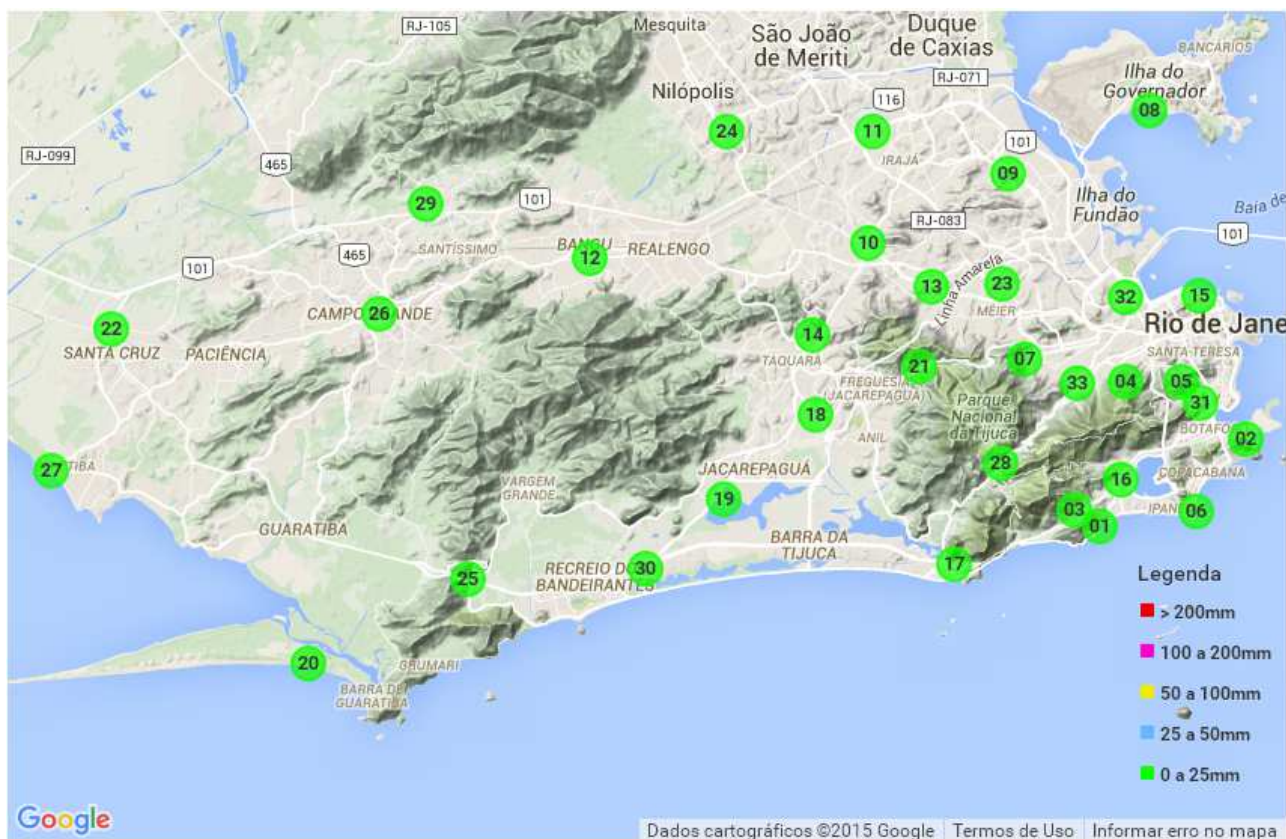 RJ-105
Mesquita
São João
de Meriti
Duque
de Caxias
BANCÁRIOS
Ilha do
Governador
RJ-071
Nilópolis
116
08
24
11
101
RJ-099
465
IRAJÁ
09
29
101
Ilha do
Fundão
RJ-083
Baía de
SANTÍSSIMO
BANGU
REALENGO
10
101
465
12
101
Linha Amarela
13
23
32
15
CAMPO GRANDE
26
MÉIER
22
Rio de Jane
SANTA CRUZ
PACIÊNCIA
14
TAQUARA
SANTA TERESA
21
07
33
04
05
FREGUESIA
(JACAREPAGUÁ)
31
Parque
Nacional
da Tijuca
18
BOTAFO
ANIL
02
27
TIBA
28
JACAREPAGUÁ
COPACABANA
16
VARGEM
GRANDE
19
03
IPAN
06
01
GUARATIBA
BARRA DA
TIJUCA
17
25
RECREIO DOS
BANDEIRANTES
30
Legenda
> 200mm
100 a 200mm
50 a 100mm
25 a 50mm
0 a 25mm
20
GRUMARI
BARRA DE
GUARATIBA
Google
Dados cartográficos ©2015 Google
Termos de Uso
Informar erro no mapa